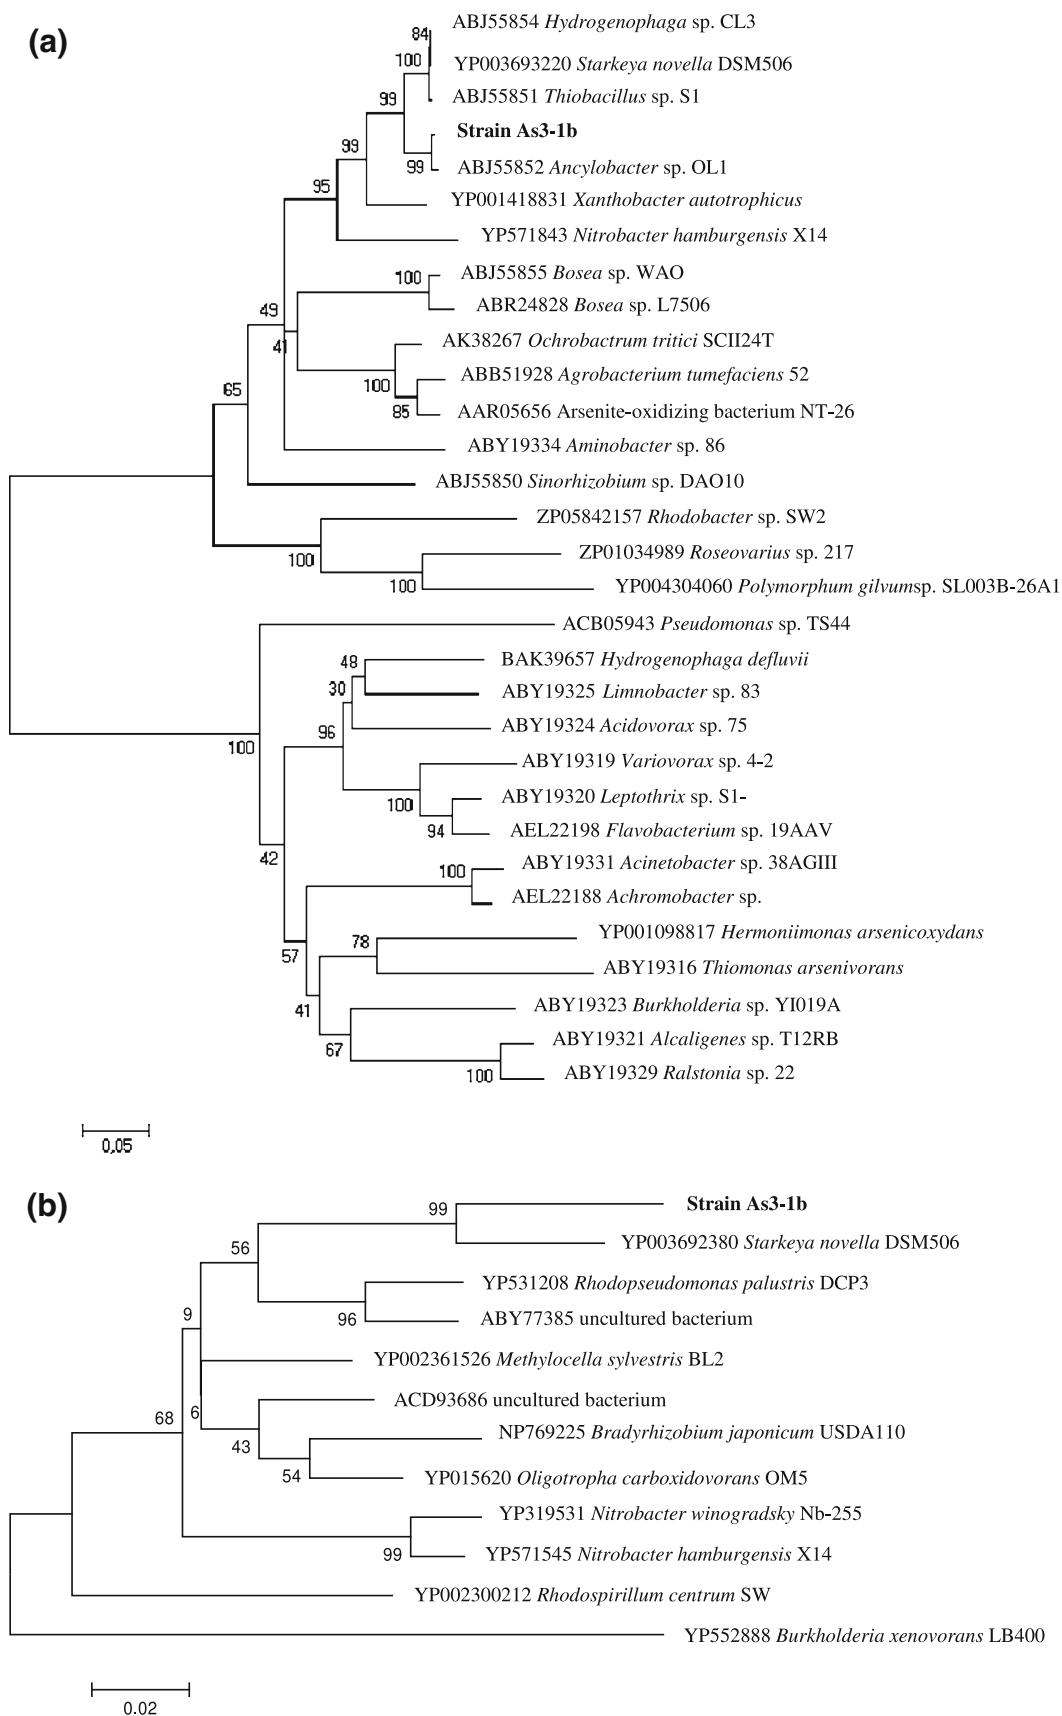 (a)
ABJ55854 Hydrogenophaga sp. CL3
84
100
YP003693220 Starkeya novella DSM506
ABJ55851 Thiobacillus sp. S1
99
Strain As3-1b
99
99
ABJ55852 Ancylobacter sp. OL1
95
YP001418831 Xanthobacter autotrophicus
YP571843 Nitrobacter hamburgensis X14
100
ABJ55855 Bosea sp. WAO
ABR24828 Bosea sp. L7506
49
41
AK38267 Ochrobactrum tritici SCII24T
100
ABB51928 Agrobacterium tumefaciens 52
65
85
AAR05656 Arsenite-oxidizing bacterium NT-26
ABY19334 Aminobacter sp. 86
ABJ55850 Sinorhizobium sp. DAO10
ZP05842157 Rhodobacter sp. SW2
100
ZP01034989 Roseovarius sp. 217
100
YP004304060 Polymorphum gilvumsp. SL003B-26A1
ACB05943 Pseudomonas sp. TS44
48
BAK39657 Hydrogenophaga defluvii
30
ABY19325 Limnobacter sp. 83
96
ABY19324 Acidovorax sp. 75
100
ABY19319 Variovorax sp. 4-2
100
ABY19320 Leptothrix sp. S1-
94
AEL22198 Flavobacterium sp. 19AAV
42
100
ABY19331 Acinetobacter sp. 38AGIII
AEL22188 Achromobacter sp.
57
78
YP001098817 Hermoniimonas arsenicoxydans
ABY19316 Thiomonas arsenivorans
41
ABY19323 Burkholderia sp. YI019A
67
ABY19321 Alcaligenes sp. T12RB
100
ABY19329 Ralstonia sp. 22
0.05
(b)
99
Strain As3-1b
56
YP003692380 Starkeya novella DSM506
YP531208 Rhodopseudomonas palustris DCP3
9
96
ABY77385 uncultured bacterium
YP002361526 Methylocella sylvestris BL2
68
6
ACD93686 uncultured bacterium
43
NP769225 Bradyrhizobium japonicum USDA110
54
YP015620 Oligotropha carboxidovorans OM5
YP319531 Nitrobacter winogradsky Nb-255
99
YP571545 Nitrobacter hamburgensis X14
YP002300212 Rhodospirillum centrum SW
YP552888 Burkholderia xenovorans LB400
0.02